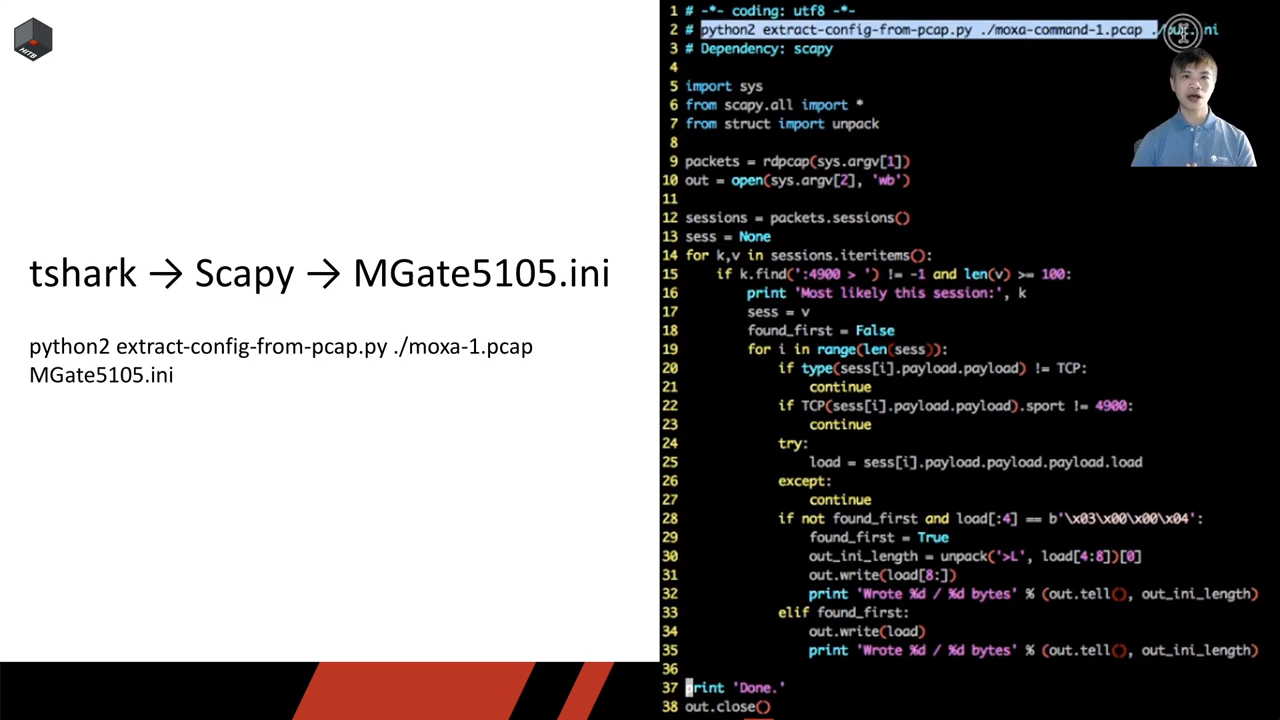 HITB
tshark → Scapy → MGate5105.ini
python2 extract-config-from-pcap.py ./moxa-1.pcap
MGate5105.ini
1 # -*- coding: utf8 -*-
2 # python2 extract-config-from-pcap.py ./moxa-command-1.pcap ./out.ini
3 # Dependency: scapy
4
5 import sys
6 from scapy.all import *
7 from struct import unpack
8
9 packets = rdpcap(sys.argv[1])
10 out = open(sys.argv[2], 'wb')
11
12 sessions = packets.sessions()
13 sess = None
14 for k,v in sessions.iteritems():
15     if k.find(':4900 > ') != -1 and len(v) >= 100:
16         print 'Most likely this session:', k
17         sess = v
18         found_first = False
19         for i in range(len(sess)):
20             if type(sess[i].payload.payload) != TCP:
21                 continue
22             if TCP(sess[i].payload.payload).sport != 4900:
23                 continue
24             try:
25                 load = sess[i].payload.payload.payload.load
26             except:
27                 continue
28             if not found_first and load[:4] == b'\x03\x00\x00\x04':
29                 found_first = True
30                 out_ini_length = unpack('>L', load[4:8])[0]
31                 out.write(load[8:])
32                 print 'Wrote %d / %d bytes' % (out.tell(), out_ini_length)
33             elif found_first:
34                 out.write(load)
35                 print 'Wrote %d / %d bytes' % (out.tell(), out_ini_length)
36
37 print 'Done.'
38 out.close()